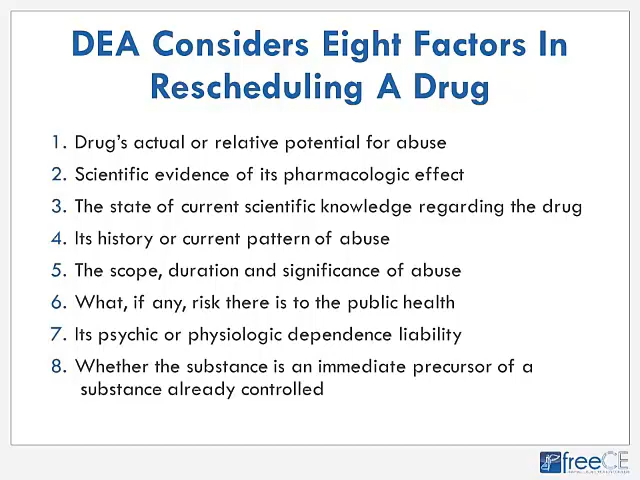 DEA Considers Eight Factors In
Rescheduling A Drug
1. Drug's actual or relative potential for abuse
2. Scientific evidence of its pharmacologic effect
3. The state of current scientific knowledge regarding the drug
4. Its history or current pattern of abuse
5. The scope, duration and significance of abuse
6. What, if any, risk there is to the public health
7. Its psychic or physiologic dependence liability
8. Whether the substance is an immediate precursor of a
substance already controlled
freeCE